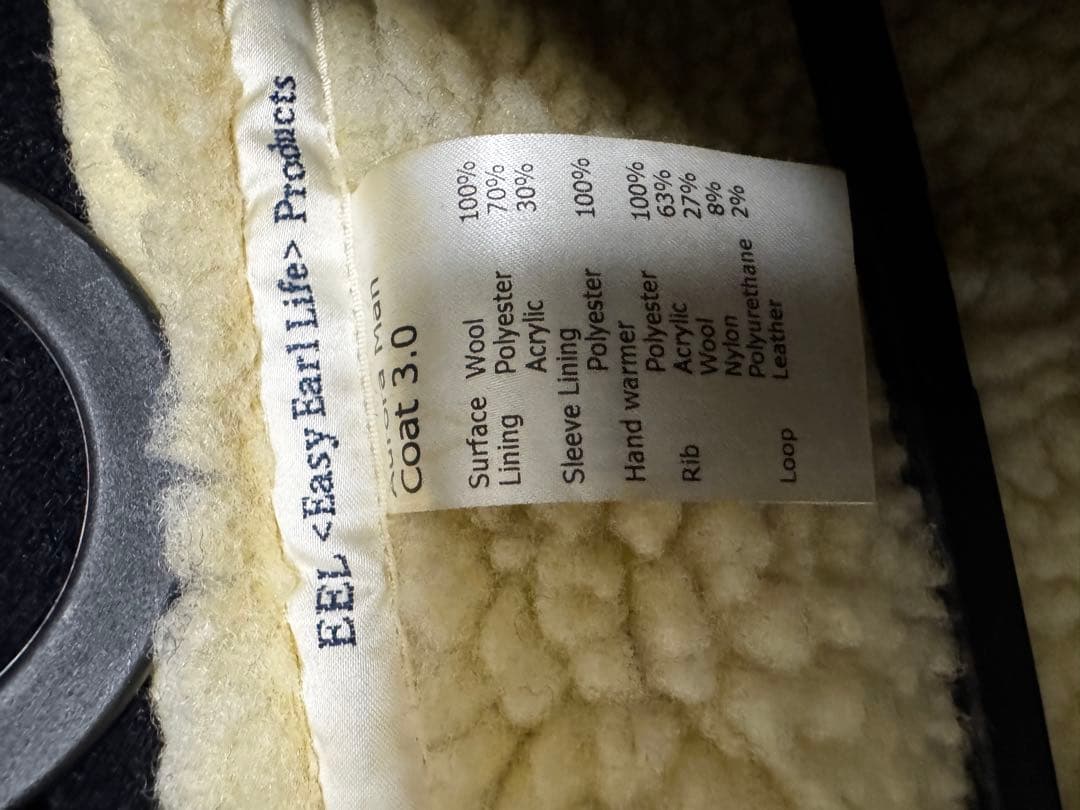 EEL <Easy Earl Life> Products
Man
Coat 3.0
Surface Wool 100%
Lining Polyester 70%
Acrylic 30%
Sleeve Lining
Polyester 100%
Hand warmer
Polyester 100%
Rib Acrylic 63%
Wool 27%
Nylon 8%
Polyurethane 2%
Loop Leather